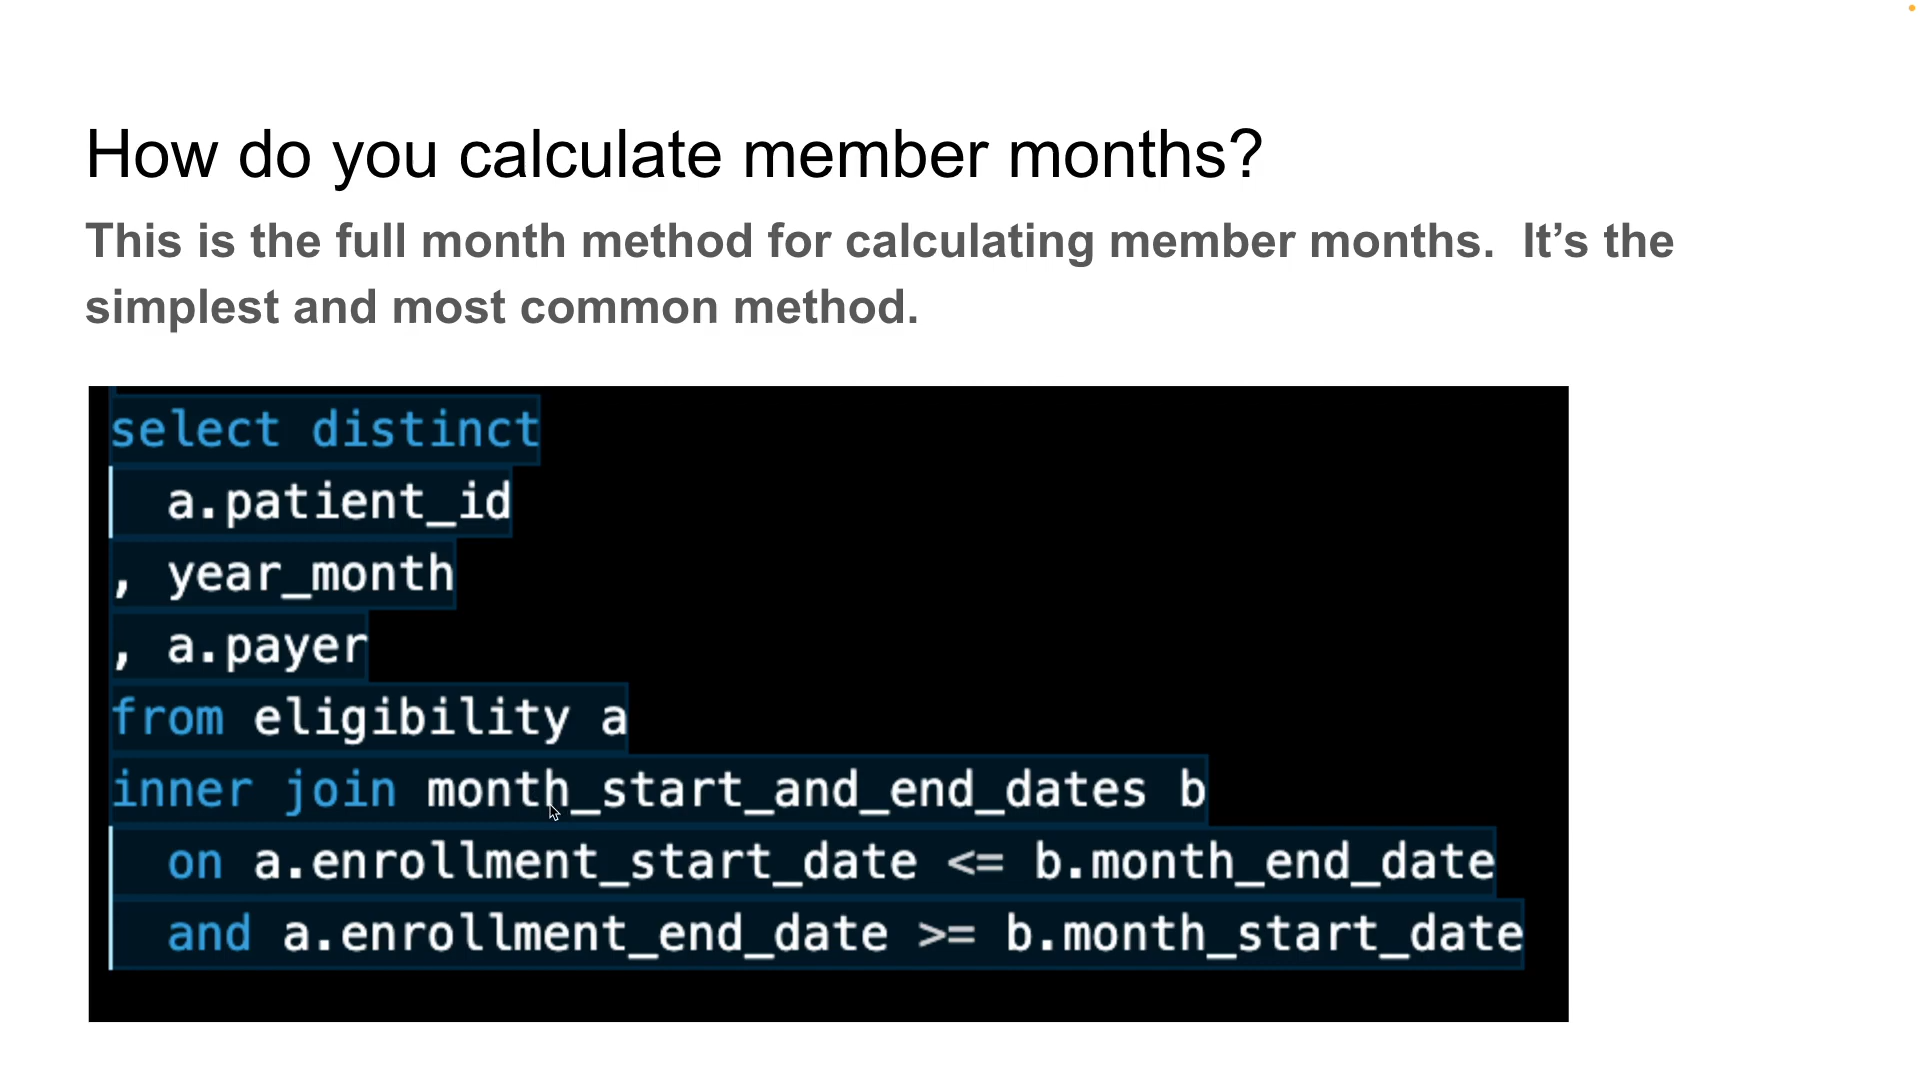 How do you calculate member months?
This is the full month method for calculating member months.  It’s the
simplest and most common method.
select distinct
  a.patient_id
, year_month
, a.payer
from eligibility a
inner join month_start_and_end_dates b
  on a.enrollment_start_date <= b.month_end_date
  and a.enrollment_end_date >= b.month_start_date